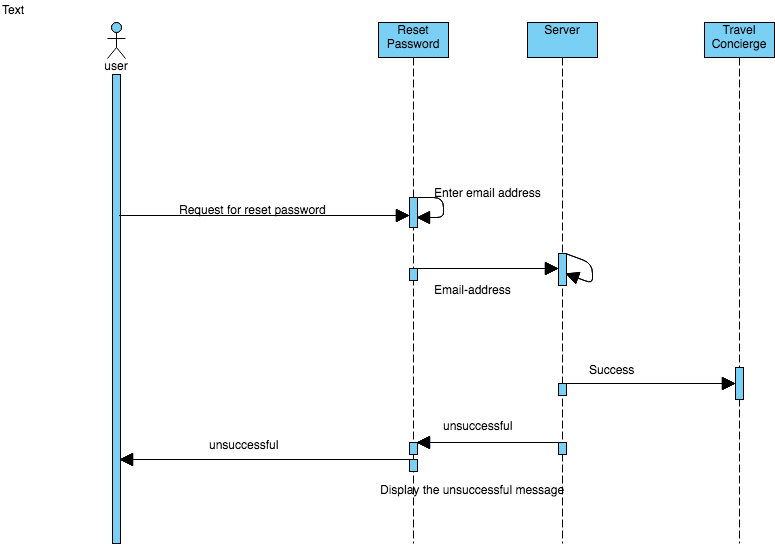 Text
user
Reset
Password
Server
Travel
Concierge
Enter email address
Request for reset password
Email-address
Success
unsuccessful
unsuccessful
Display the unsuccessful message